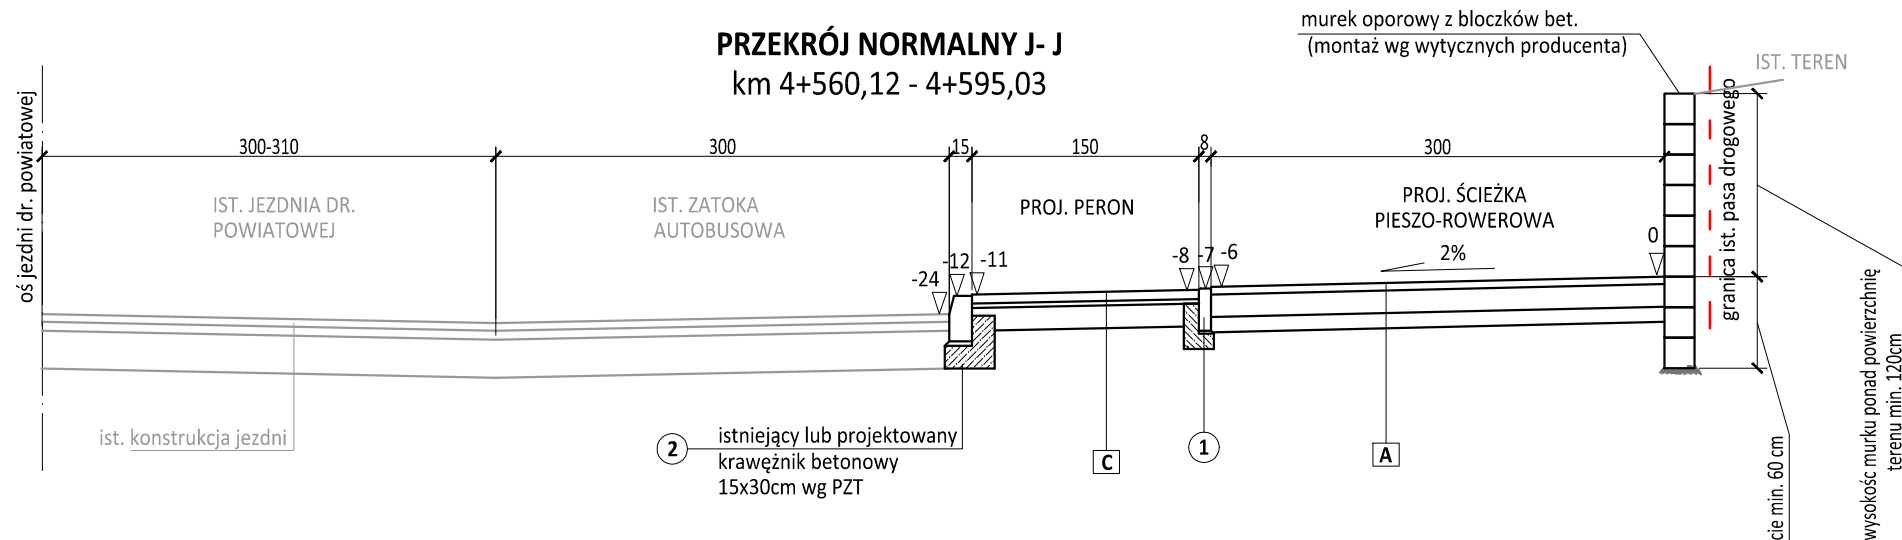 murek oporowy z bloczków bet.
(montaż wg wytycznych producenta)
PRZEKRÓJ NORMALNY J- J
km 4+560,12 - 4+595,03
IST. TEREN
oś jezdni dr. powiatowej
300-310
300
15
150
8
300
IST. JEZDNIA DR.
POWIATOWEJ
IST. ZATOKA
AUTOBUSOWA
PROJ. PERON
PROJ. ŚCIEŻKA
PIESZO-ROWEROWA
2%
-24
-12
-11
-8
-7
-6
0
granica ist. pasa drogowego
wysokośc murku ponad powierzchnię
terenu min. 120cm
cie min. 60 cm
ist. konstrukcja jezdni
2
istniejący lub projektowany
krawężnik betonowy
15x30cm wg PZT
C
1
A